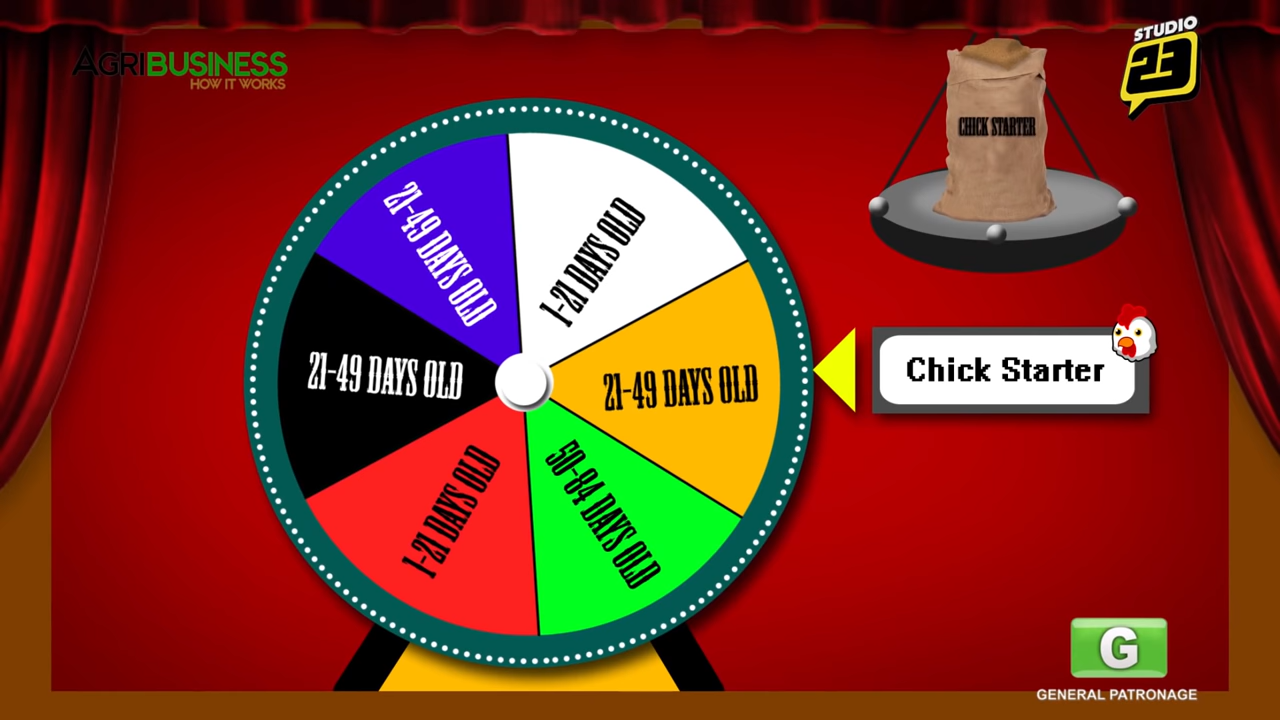 AGRIBUSINESS
HOW IT WORKS
STUDIO
23
CHICK STARTER
21-49 DAYS OLD
1-21 DAYS OLD
21-49 DAYS OLD
21-49 DAYS OLD
Chick Starter
1-21 DAYS OLD
50-84 DAYS OLD
G
GENERAL PATRONAGE